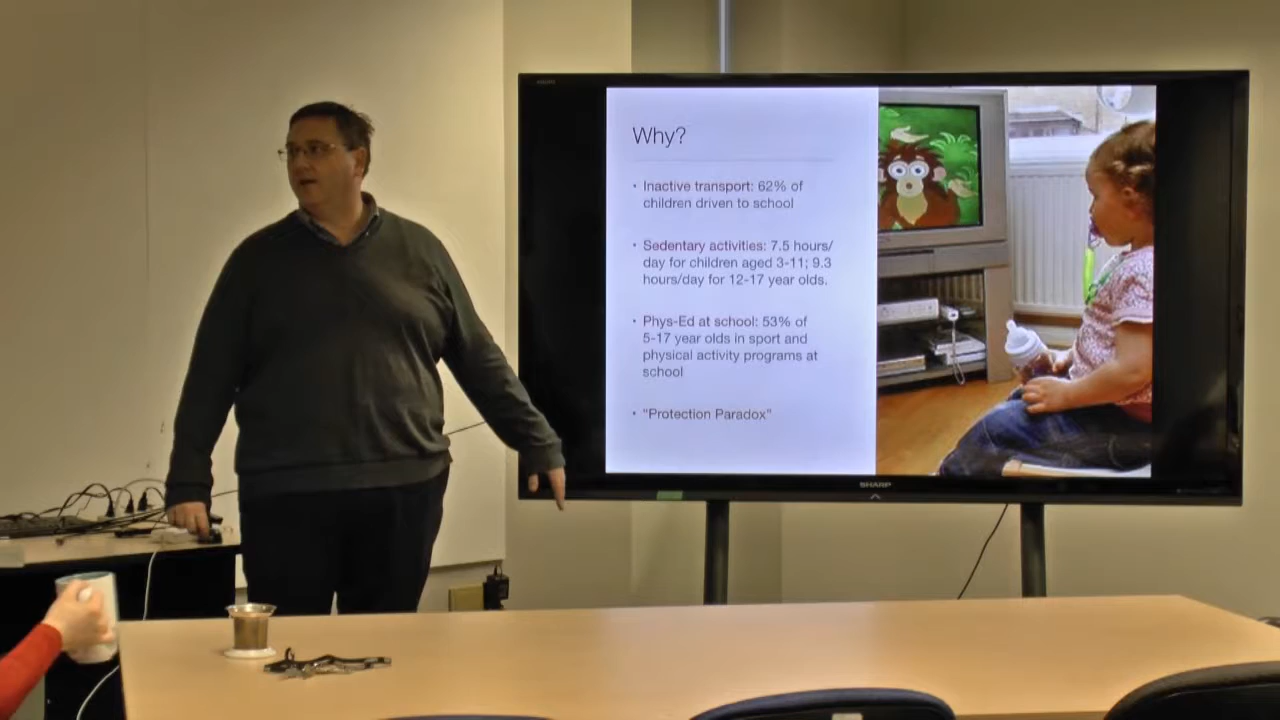 Why?
• Inactive transport: 62% of
children driven to school
• Sedentary activities: 7.5 hours/
day for children aged 3-11; 9.3
hours/day for 12-17 year olds.
• Phys-Ed at school: 53% of
5-17 year olds in sport and
physical activity programs at
school
• "Protection Paradox"
SHARP